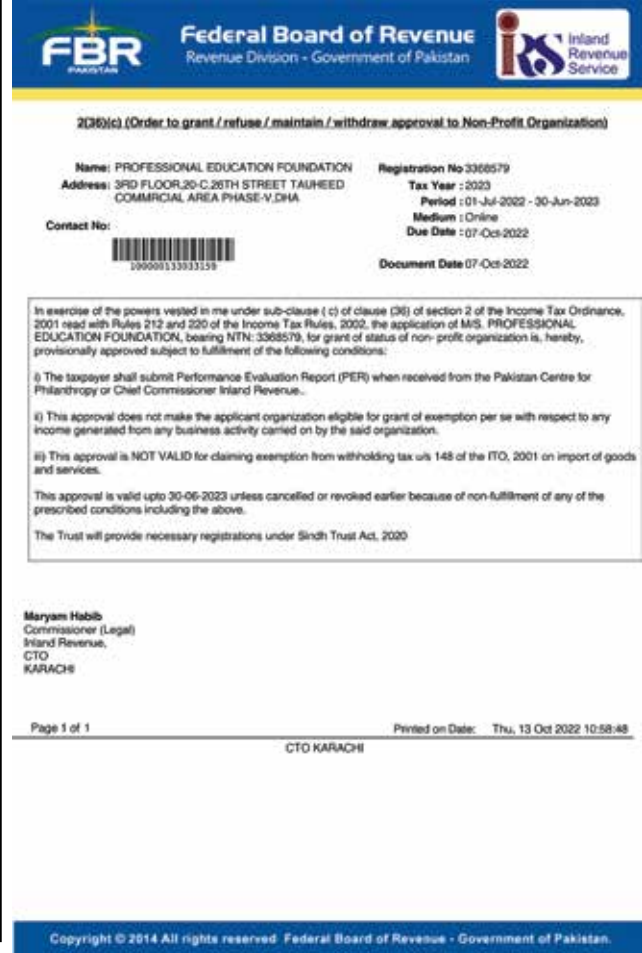 FBR
PAKISTAN
Federal Board of Revenue
Revenue Division - Government of Pakistan
IRS
Inland
Revenue
Service
2(36)(c) (Order to grant / refuse / maintain / withdraw approval to Non-Profit Organization)
Name: PROFESSIONAL EDUCATION FOUNDATION
Address: 3RD FLOOR,20-C,26TH STREET TAUHEED
COMMRCIAL AREA PHASE-V,DHA
Contact No:
100000133033159
Registration No 3368579
Tax Year : 2023
Period : 01-Jul-2022 - 30-Jun-2023
Medium : Online
Due Date : 07-Oct-2022
Document Date 07-Oct-2022
In exercise of the powers vested in me under sub-clause ( c) of clause (36) of section 2 of the Income Tax Ordinance,
2001 read with Rules 212 and 220 of the Income Tax Rules, 2002, the application of M/S. PROFESSIONAL
EDUCATION FOUNDATION, bearing NTN: 3368579, for grant of status of non- profit organization is, hereby,
provisionally approved subject to fulfillment of the following conditions:
i) The taxpayer shall submit Performance Evaluation Report (PER) when received from the Pakistan Centre for
Philanthropy or Chief Commissioner Inland Revenue..
ii) This approval does not make the applicant organization eligible for grant of exemption per se with respect to any
income generated from any business activity carried on by the said organization.
iii) This approval is NOT VALID for claiming exemption from withholding tax u/s 148 of the ITO, 2001 on import of goods
and services.
This approval is valid upto 30-06-2023 unless cancelled or revoked earlier because of non-fulfillment of any of the
prescribed conditions including the above.
The Trust will provide necessary registrations under Sindh Trust Act, 2020
Maryam Habib
Commissioner (Legal)
Inland Revenue,
CTO
KARACHI
Page 1 of 1
Printed on Date: Thu, 13 Oct 2022 10:58:48
CTO KARACHI
Copyright © 2014 All rights reserved Federal Board of Revenue - Government of Pakistan.